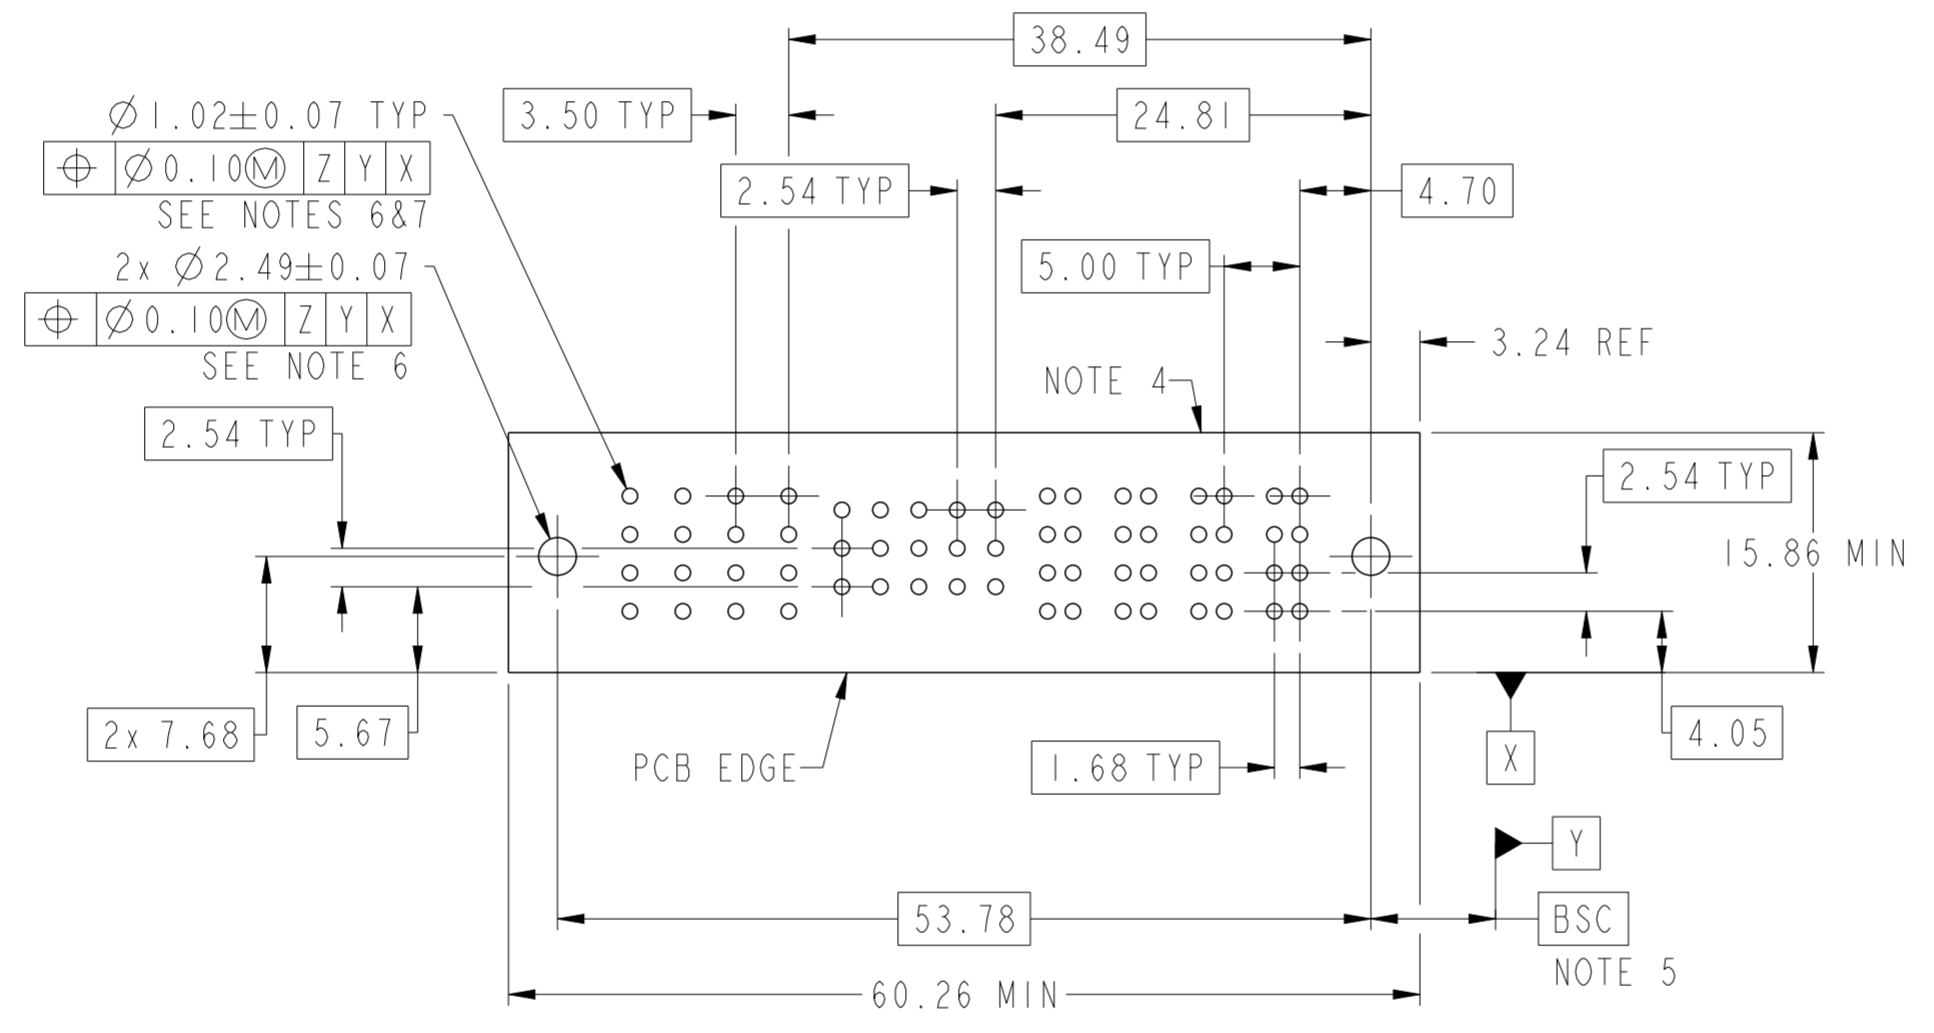 38.49
3.50 TYP
24.81
Ø1.02±0.07 TYP
⌖ Ø0.10Ⓜ Z Y X
SEE NOTES 6&7
2.54 TYP
4.70
2x Ø2.49±0.07
⌖ Ø0.10Ⓜ Z Y X
SEE NOTE 6
5.00 TYP
3.24 REF
NOTE 4
2.54 TYP
2.54 TYP
15.86 MIN
2x 7.68
5.67
PCB EDGE
1.68 TYP
X
4.05
Y
53.78
BSC
NOTE 5
60.26 MIN